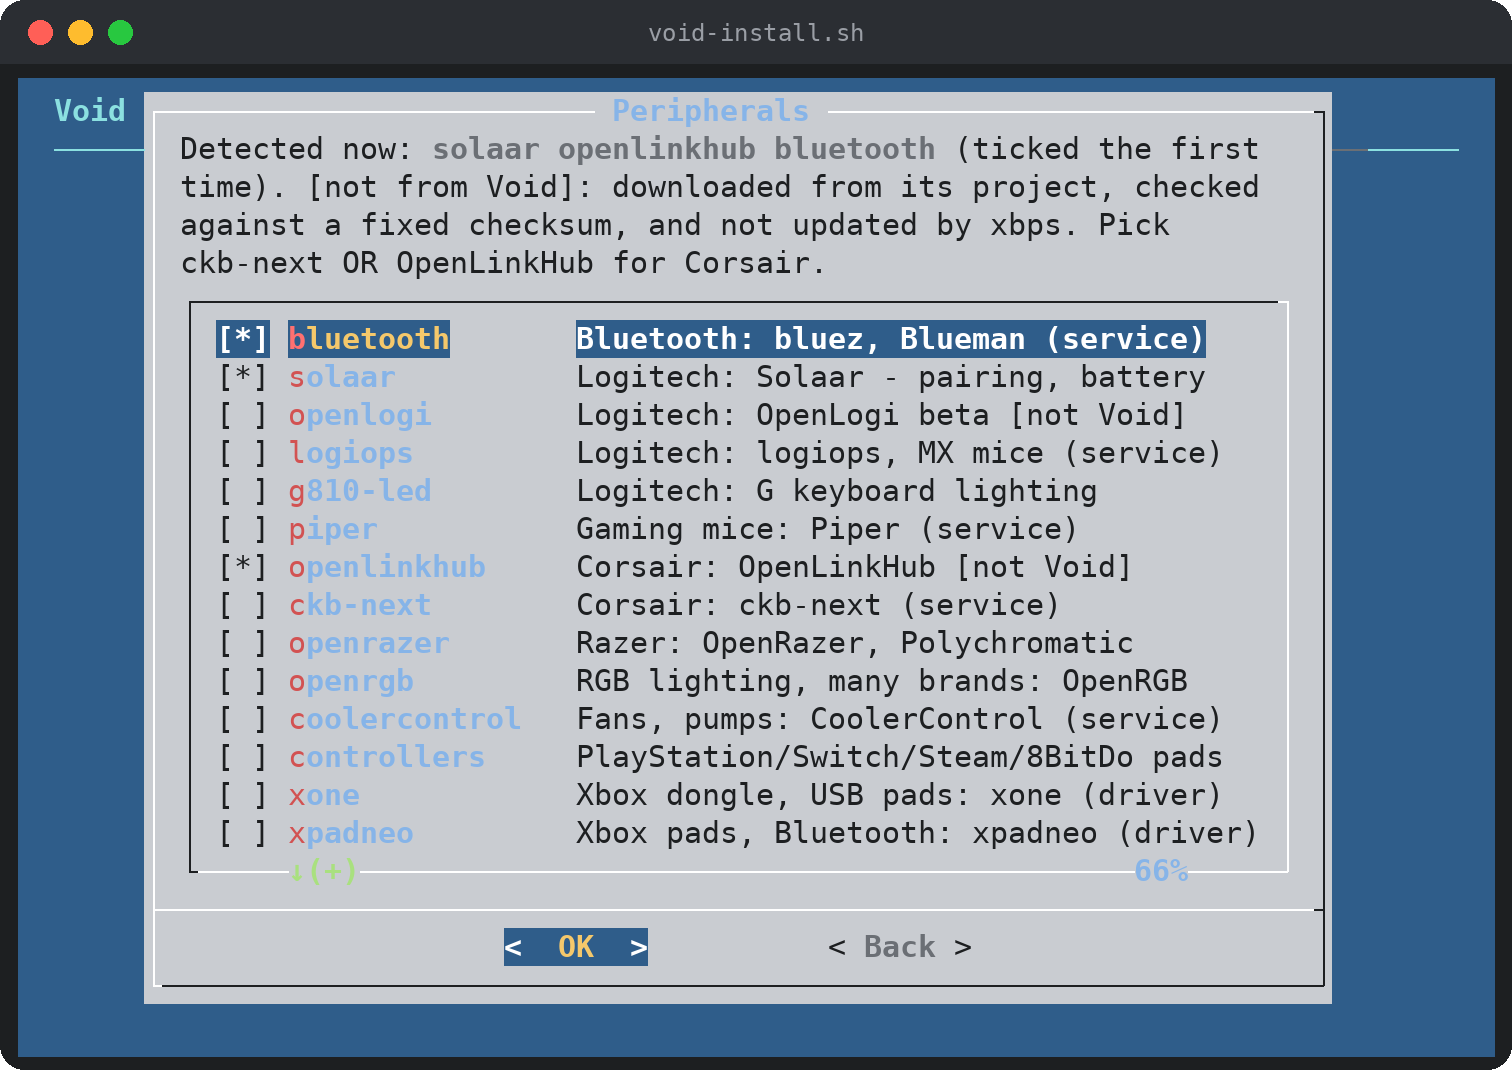 void-install.sh
Void
Peripherals
Detected now: solaar openlinkhub bluetooth (ticked the first
time). [not from Void]: downloaded from its project, checked
against a fixed checksum, and not updated by xbps. Pick
ckb-next OR OpenLinkHub for Corsair.
[*] bluetooth Bluetooth: bluez, Blueman (service)
[*] solaar Logitech: Solaar - pairing, battery
[ ] openlogi Logitech: OpenLogi beta [not Void]
[ ] logiops Logitech: logiops, MX mice (service)
[ ] g810-led Logitech: G keyboard lighting
[ ] piper Gaming mice: Piper (service)
[*] openlinkhub Corsair: OpenLinkHub [not Void]
[ ] ckb-next Corsair: ckb-next (service)
[ ] openrazer Razer: OpenRazer, Polychromatic
[ ] openrgb RGB lighting, many brands: OpenRGB
[ ] coolercontrol Fans, pumps: CoolerControl (service)
[ ] controllers PlayStation/Switch/Steam/8BitDo pads
[ ] xone Xbox dongle, USB pads: xone (driver)
[ ] xpadneo Xbox pads, Bluetooth: xpadneo (driver)
↓(+) 66%
< OK > < Back >